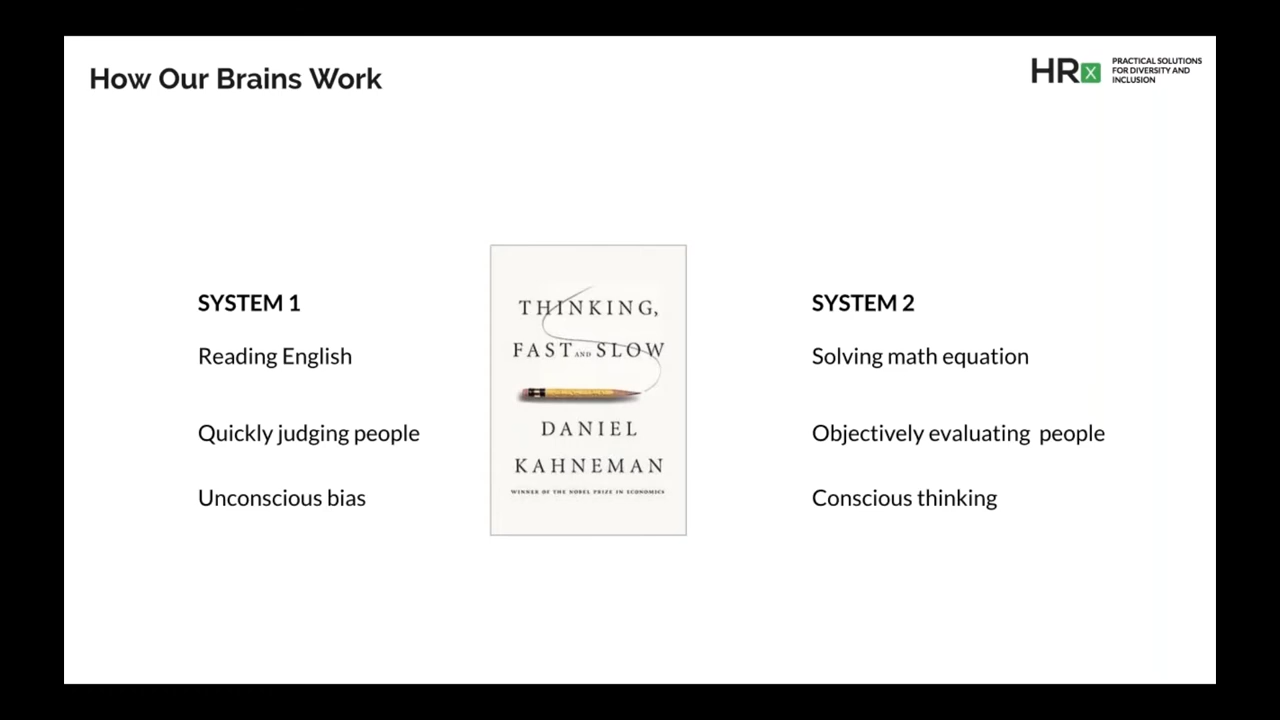 How Our Brains Work
HRx
PRACTICAL SOLUTIONS
FOR DIVERSITY AND
INCLUSION
SYSTEM 1
Reading English
Quickly judging people
Unconscious bias
THINKING,
FAST AND SLOW
DANIEL
KAHNEMAN
WINNER OF THE NOBEL PRIZE IN ECONOMICS
SYSTEM 2
Solving math equation
Objectively evaluating  people
Conscious thinking